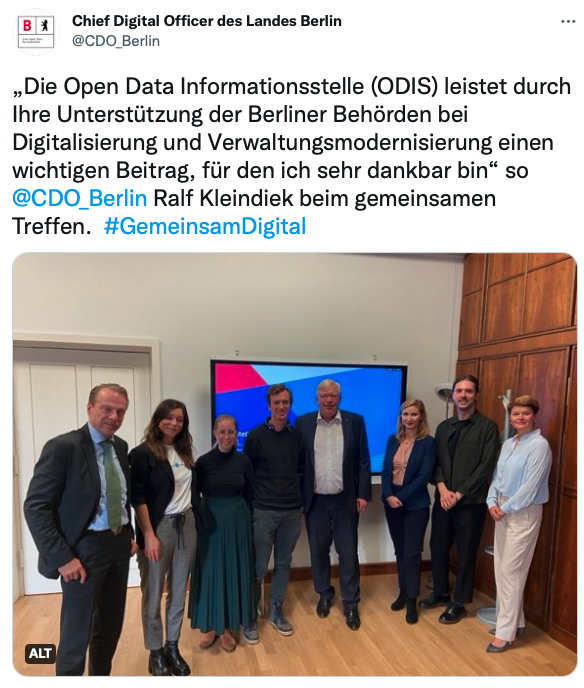 Chief Digital Officer des Landes Berlin
@CDO_Berlin
„Die Open Data Informationsstelle (ODIS) leistet durch
Ihre Unterstützung der Berliner Behörden bei
Digitalisierung und Verwaltungsmodernisierung einen
wichtigen Beitrag, für den ich sehr dankbar bin“ so
@CDO_Berlin Ralf Kleindiek beim gemeinsamen
Treffen. #GemeinsamDigital
ALT